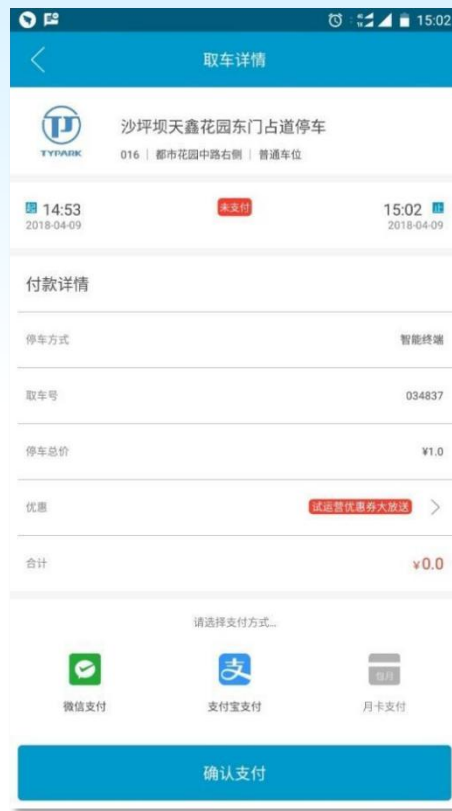 15:02
取车详情
TYPARK
沙坪坝天鑫花园东门占道停车
016 | 都市花园中路右侧 | 普通车位
起 14:53
未支付
15:02 止
2018-04-09
2018-04-09
付款详情
停车方式
智能终端
取车号
034837
停车总价
¥1.0
优惠
试运营优惠券大放送
合计
¥0.0
请选择支付方式...
支
包月
微信支付
支付宝支付
月卡支付
确认支付